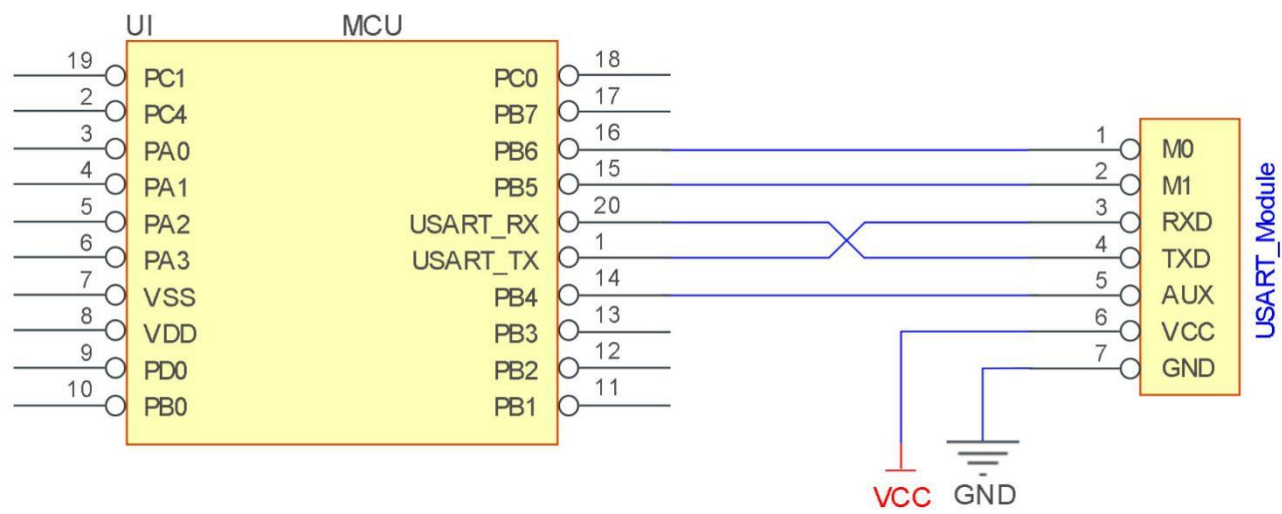 UI MCU
19 PC1 PC0 18
2 PC4 PB7 17
3 PA0 PB6 16 1 M0
4 PA1 PB5 15 2 M1
5 PA2 USART_RX 20 3 RXD
6 PA3 USART_TX 1 4 TXD
7 VSS PB4 14 5 AUX
8 VDD PB3 13 6 VCC
9 PD0 PB2 12 7 GND
10 PB0 PB1 11
USART_Module
VCC GND